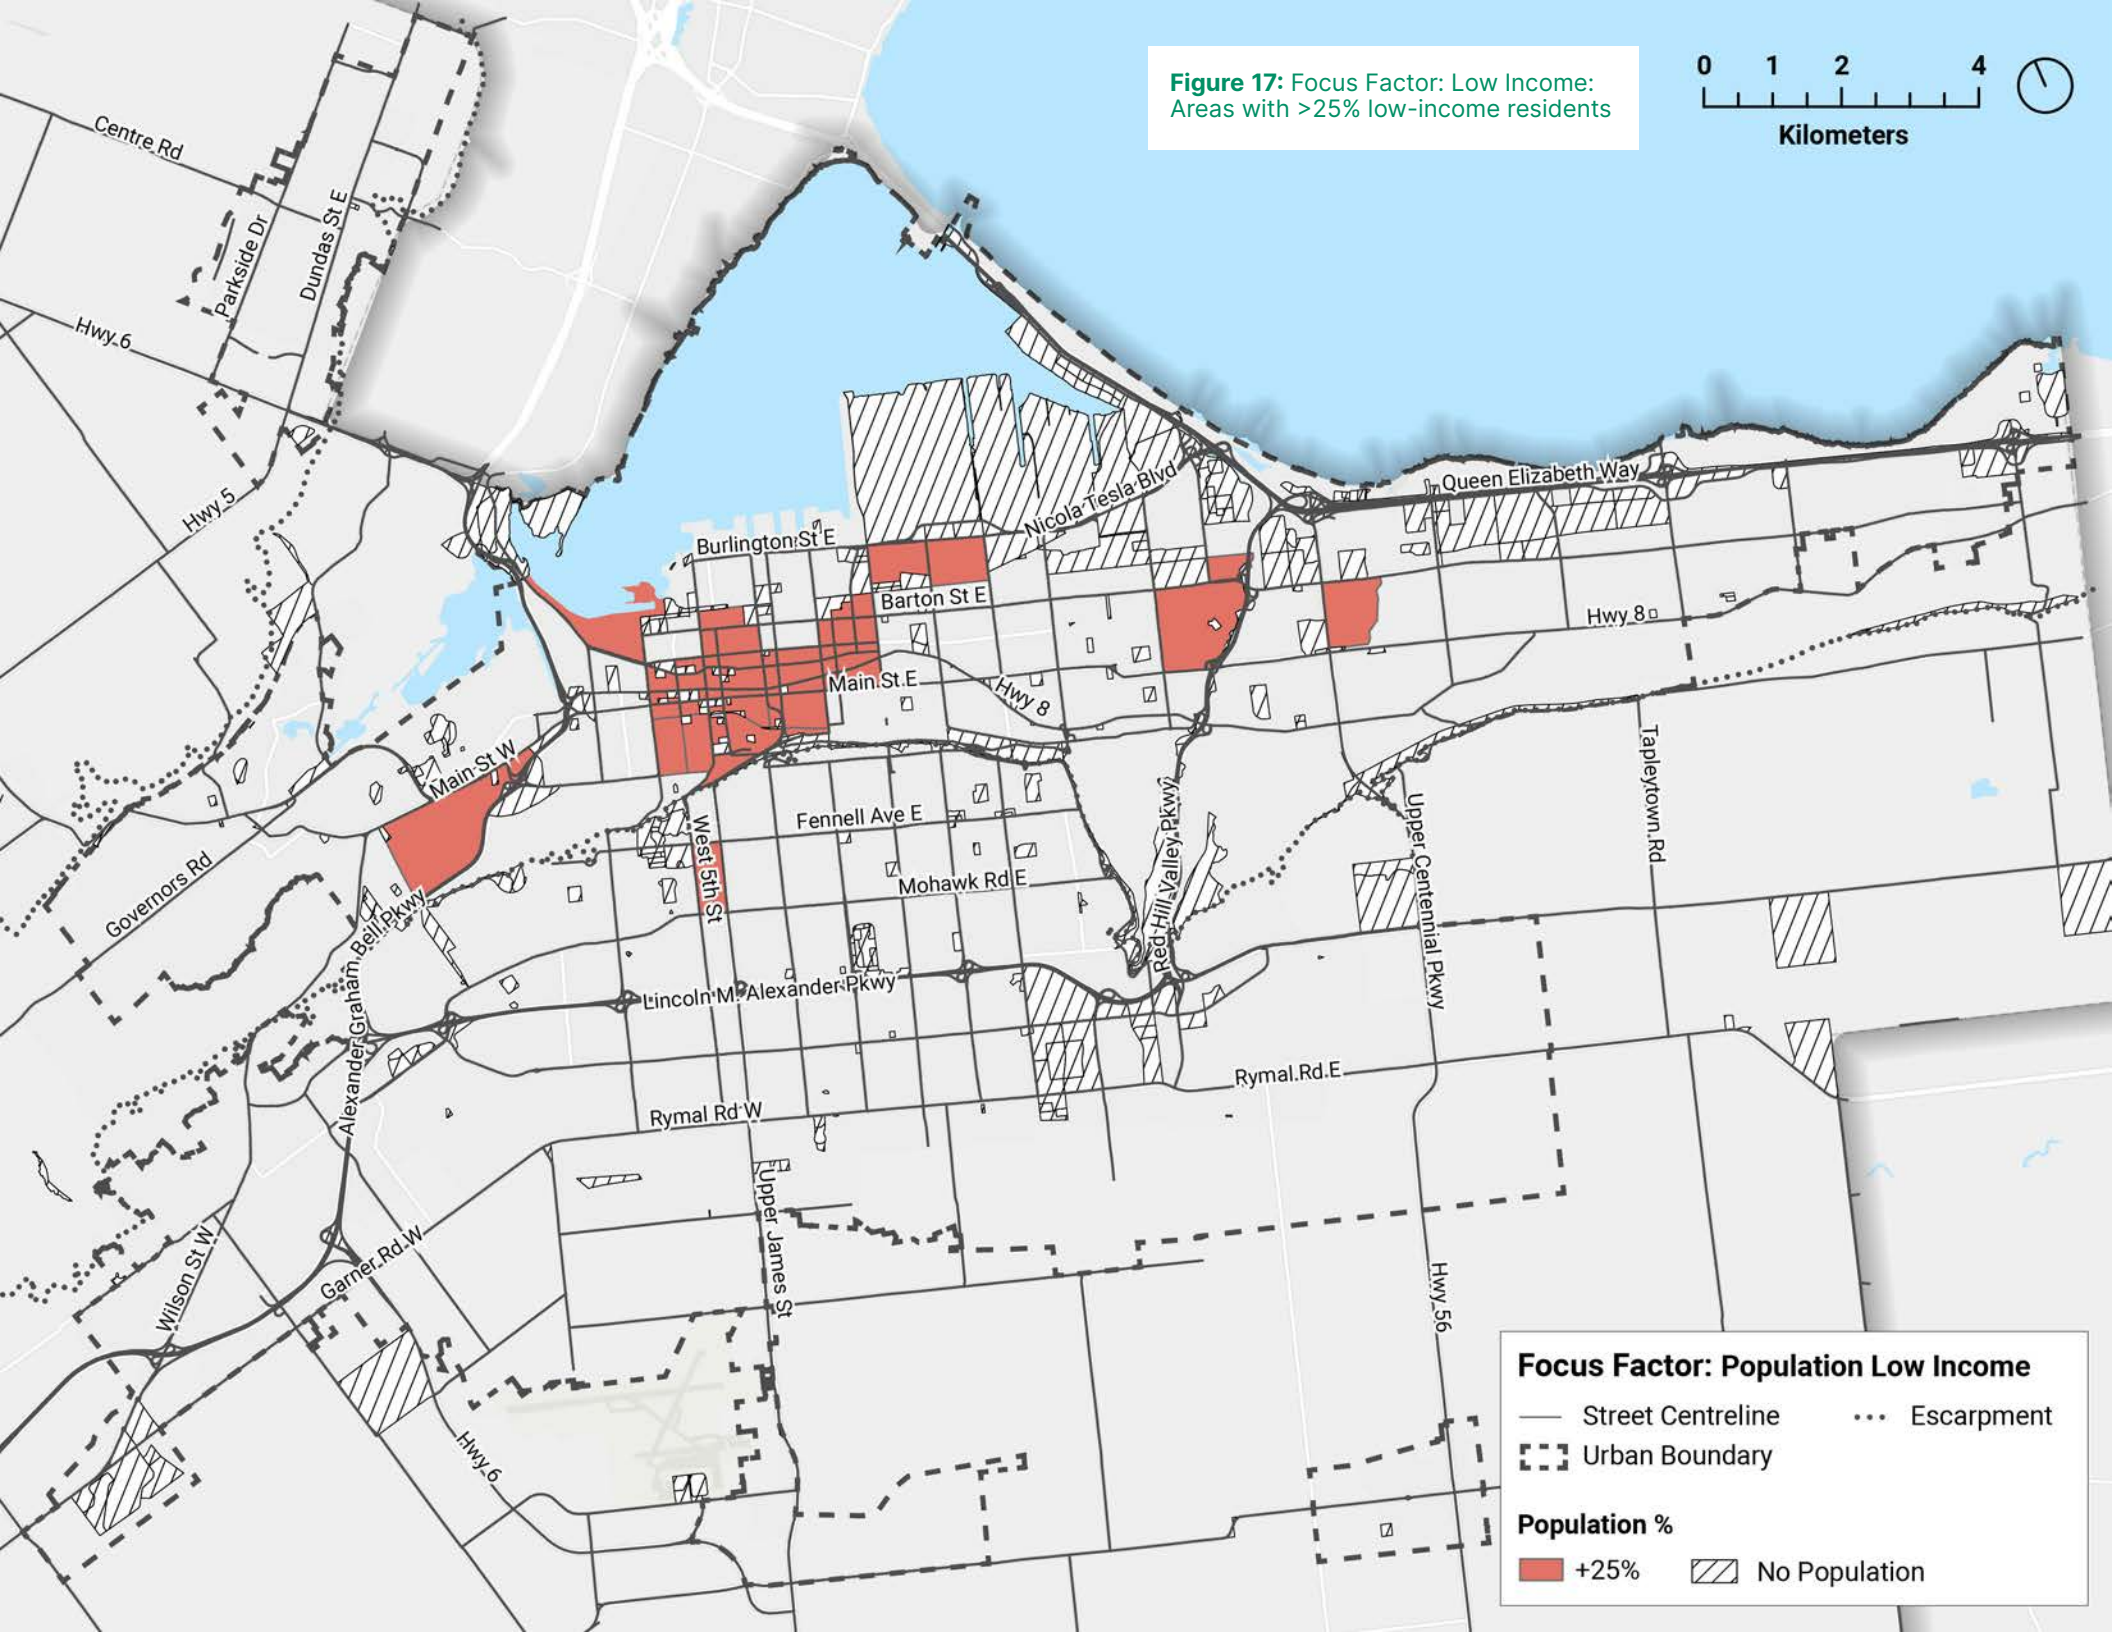 Figure 17: Focus Factor: Low Income:
Areas with >25% low-income residents
0 1 2 4
Kilometers
Centre Rd
Parkside Dr
Dundas St E
Hwy 6
Hwy 5
Queen Elizabeth Way
Nicola Tesla Blvd
Burlington St E
Barton St E
Hwy 8
Main St E
Hwy 8
Main St W
Fennell Ave E
West 5th St
Mohawk Rd E
Red Hill Valley Pkwy
Upper Centennial Pkwy
Tapleytown Rd
Governors Rd
Alexander Graham Bell Pkwy
Lincoln M. Alexander Pkwy
Rymal Rd E
Rymal Rd W
Upper James St
Wilson St W
Garner Rd W
Hwy 56
Hwy 6
Focus Factor: Population Low Income
Street Centreline
Escarpment
Urban Boundary
Population %
+25%
No Population